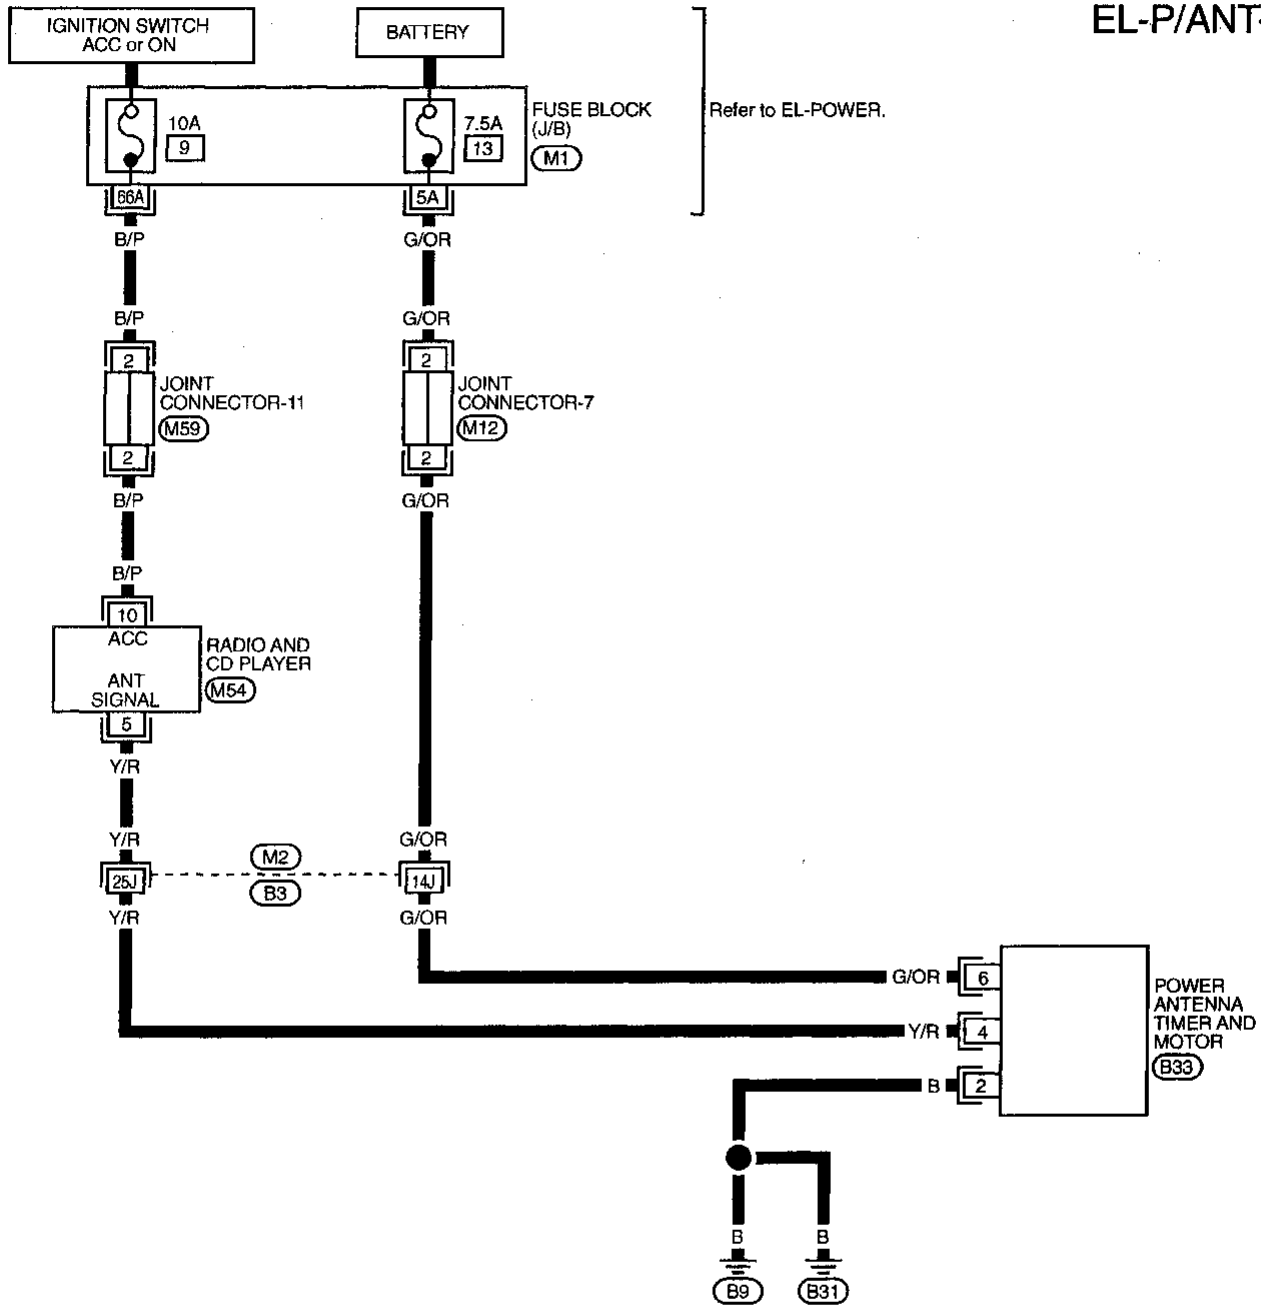 EL-P/ANT-
IGNITION SWITCH
ACC or ON
BATTERY
Refer to EL-POWER.
10A
9
7.5A
13
FUSE BLOCK
(J/B)
M1
66A
5A
B/P
G/OR
B/P
G/OR
2
2
JOINT
CONNECTOR-11
M59
JOINT
CONNECTOR-7
M12
2
2
B/P
G/OR
B/P
10
ACC
ANT
SIGNAL
RADIO AND
CD PLAYER
M54
5
Y/R
Y/R
G/OR
25J
M2
B3
14J
Y/R
G/OR
G/OR
6
Y/R
4
B
2
POWER
ANTENNA
TIMER AND
MOTOR
B33
B
B
B9
B31